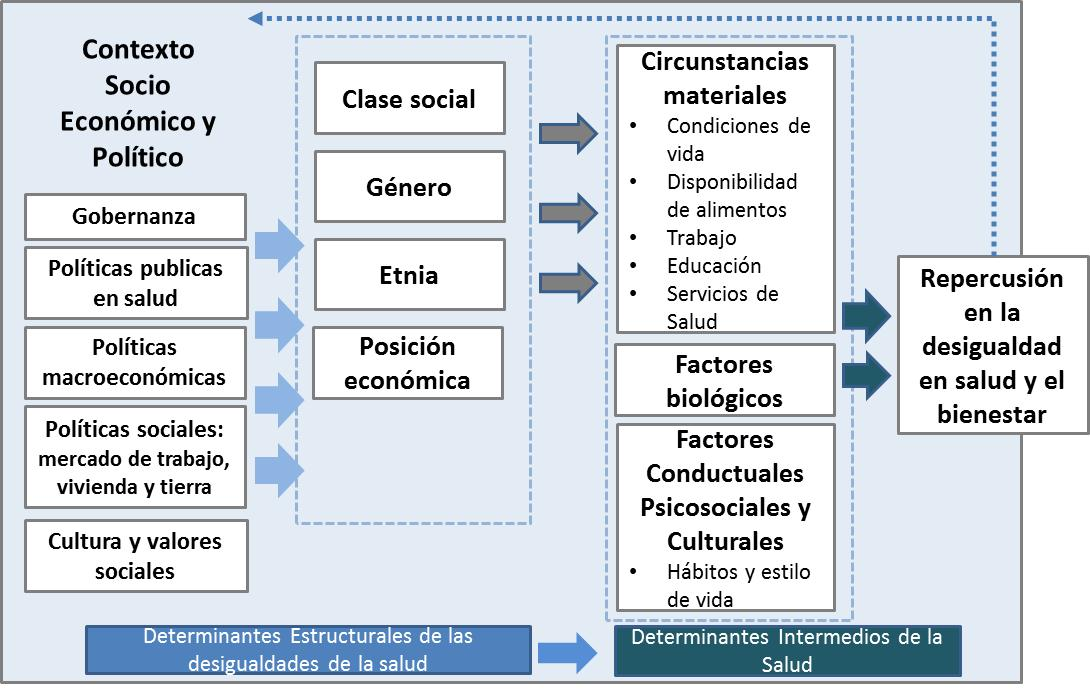 Contexto
Socio
Económico y
Político
Gobernanza
Políticas publicas
en salud
Políticas
macroeconómicas
Políticas sociales:
mercado de trabajo,
vivienda y tierra
Cultura y valores
sociales
Clase social
Género
Etnia
Posición
económica
Circunstancias
materiales
• Condiciones de
vida
• Disponibilidad
de alimentos
• Trabajo
• Educación
• Servicios de
Salud
Factores
biológicos
Factores
Conductuales
Psicosociales y
Culturales
• Hábitos y estilo
de vida
Repercusión
en la
desigualdad
en salud y el
bienestar
Determinantes Estructurales de las
desigualdades de la salud
Determinantes Intermedios de la
Salud